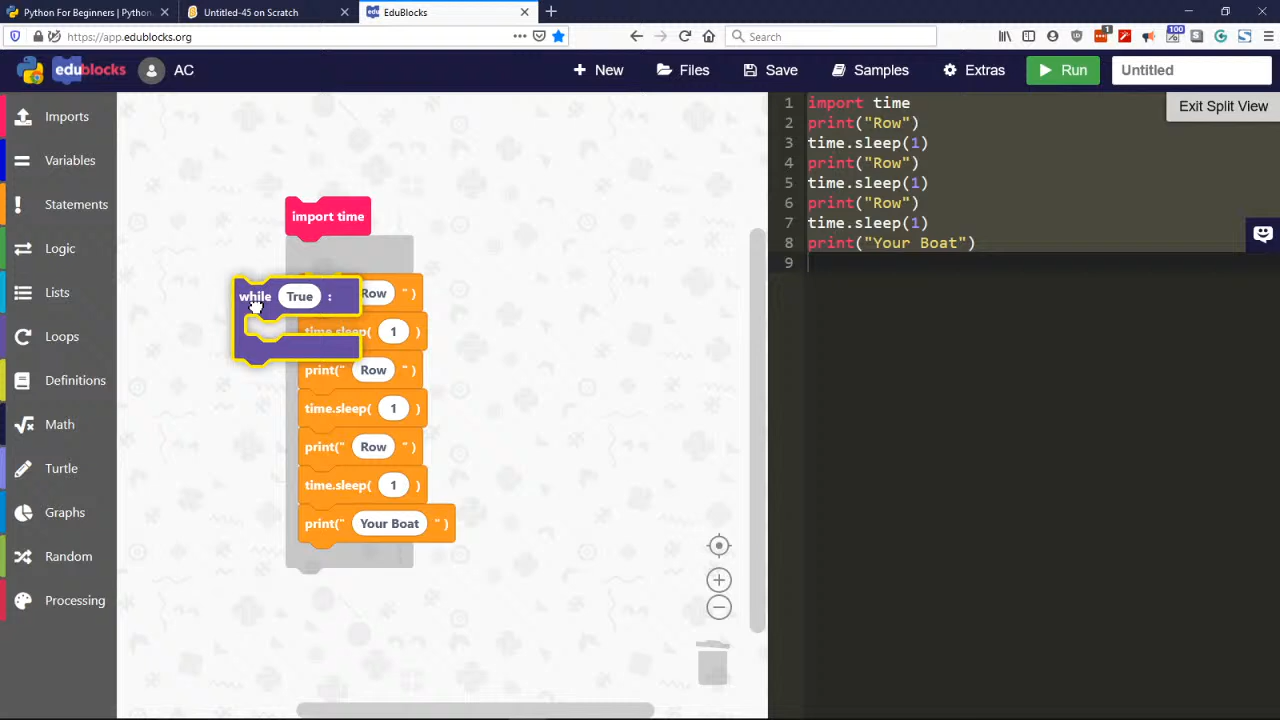 Python For Beginners | Python.
Untitled-45 on Scratch
EduBlocks
https://app.edublocks.org
Search
100
1
edublocks
AC
New
Files
Save
Samples
Extras
Run
Untitled
Exit Split View
Imports
Variables
Statements
Logic
Lists
Loops
Definitions
Math
Turtle
Graphs
Random
Processing
import time
while True :
Row " )
time.sleep( 1 )
print(" Row " )
time.sleep( 1 )
print(" Row " )
time.sleep( 1 )
print(" Your Boat " )
1 import time
2 print("Row")
3 time.sleep(1)
4 print("Row")
5 time.sleep(1)
6 print("Row")
7 time.sleep(1)
8 print("Your Boat")
9